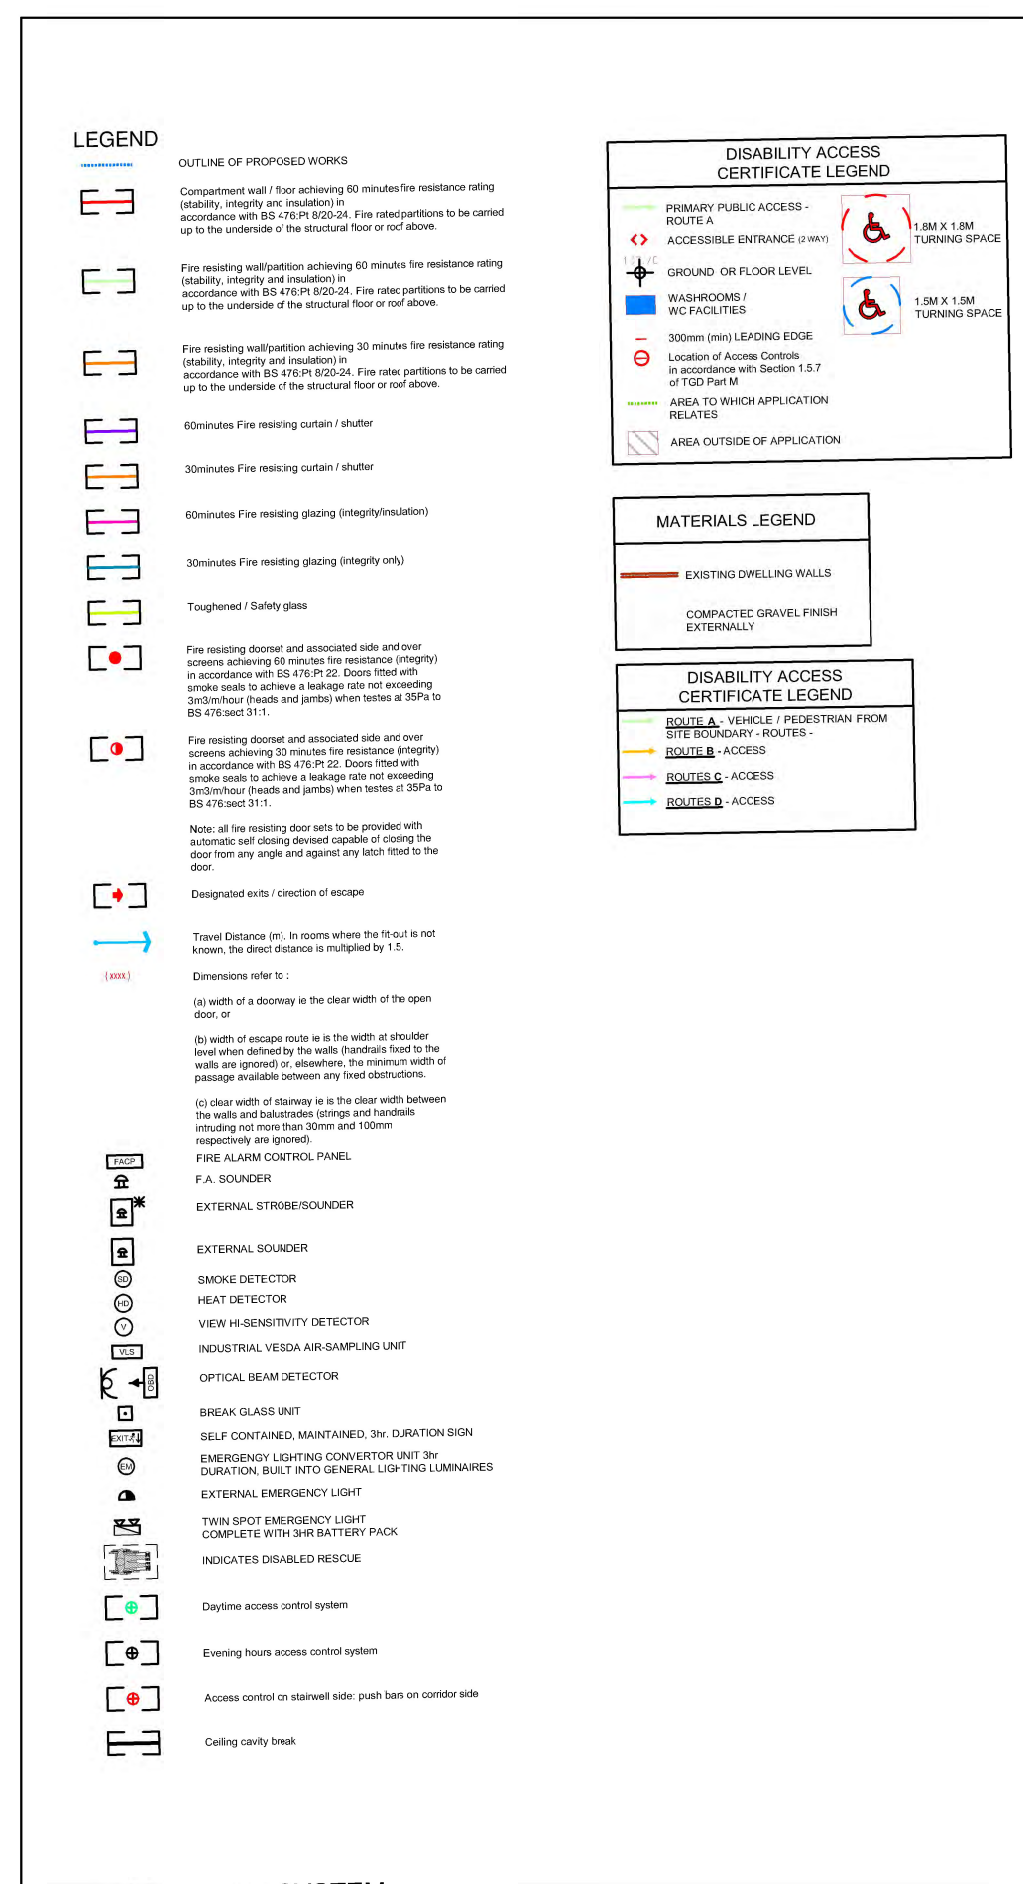 LEGEND
OUTLINE OF PROPOSED WORKS
Compartment wall / floor achieving 60 minutes fire resistance rating
(stability, integrity and insulation) in
accordance with BS 476:Pt 8/20-24. Fire rated partitions to be carried
up to the underside of the structural floor or roof above.
Fire resisting wall/partition achieving 60 minutes fire resistance rating
(stability, integrity and insulation) in
accordance with BS 476:Pt 8/20-24. Fire rated partitions to be carried
up to the underside of the structural floor or roof above.
Fire resisting wall/partition achieving 30 minutes fire resistance rating
(stability, integrity and insulation) in
accordance with BS 476:Pt 8/20-24. Fire rated partitions to be carried
up to the underside of the structural floor or roof above.
60minutes Fire resisting curtain / shutter
30minutes Fire resisting curtain / shutter
60minutes Fire resisting glazing (integrity/insulation)
30minutes Fire resisting glazing (integrity only)
Toughened / Safety glass
Fire resisting doorset and associated side and over
screens achieving 60 minutes fire resistance (integrity)
in accordance with BS 476:Pt 22. Doors fitted with
smoke seals to achieve a leakage rate not exceeding
3m3/m/hour (heads and jambs) when testes at 35Pa to
BS 476:sect 31:1.
Fire resisting doorset and associated side and over
screens achieving 30 minutes fire resistance (integrity)
in accordance with BS 476:Pt 22. Doors fitted with
smoke seals to achieve a leakage rate not exceeding
3m3/m/hour (heads and jambs) when testes at 35Pa to
BS 476:sect 31:1.
Note: all fire resisting door sets to be provided with
automatic self closing devised capable of closing the
door from any angle and against any latch fitted to the
door.
Designated exits / direction of escape
Travel Distance (m). In rooms where the fit-out is not
known, the direct distance is multiplied by 1.5.
(xxxx) Dimensions refer to :
(a) width of a doorway ie the clear width of the open
door, or
(b) width of escape route ie is the width at shoulder
level when defined by the walls (handrails fixed to the
walls are ignored) or, elsewhere, the minimum width of
passage available between any fixed obstructions.
(c) clear width of stairway ie is the clear width between
the walls and balustrades (strings and handrails
intruding not more than 30mm and 100mm
respectively are ignored).
FACP FIRE ALARM CONTROL PANEL
F.A. SOUNDER
EXTERNAL STROBE/SOUNDER
EXTERNAL SOUNDER
SD SMOKE DETECTOR
HD HEAT DETECTOR
V VIEW HI-SENSITIVITY DETECTOR
VLS INDUSTRIAL VESDA AIR-SAMPLING UNIT
OBD OPTICAL BEAM DETECTOR
BREAK GLASS UNIT
EXIT SELF CONTAINED, MAINTAINED, 3hr. DURATION SIGN
EM EMERGENGY LIGHTING CONVERTOR UNIT 3hr
DURATION, BUILT INTO GENERAL LIGHTING LUMINAIRES
EXTERNAL EMERGENCY LIGHT
TWIN SPOT EMERGENCY LIGHT
COMPLETE WITH 3HR BATTERY PACK
INDICATES DISABLED RESCUE
Daytime access control system
Evening hours access control system
Access control on stairwell side: push bars on corridor side
Ceiling cavity break
DISABILITY ACCESS
CERTIFICATE LEGEND
PRIMARY PUBLIC ACCESS -
ROUTE A
ACCESSIBLE ENTRANCE (2 WAY)
GROUND OR FLOOR LEVEL
WASHROOMS /
WC FACILITIES
300mm (min) LEADING EDGE
Location of Access Controls
in accordance with Section 1.5.7
of TGD Part M
AREA TO WHICH APPLICATION
RELATES
AREA OUTSIDE OF APPLICATION
1.8M X 1.8M
TURNING SPACE
1.5M X 1.5M
TURNING SPACE
MATERIALS LEGEND
EXISTING DWELLING WALLS
COMPACTED GRAVEL FINISH
EXTERNALLY
DISABILITY ACCESS
CERTIFICATE LEGEND
ROUTE A - VEHICLE / PEDESTRIAN FROM
SITE BOUNDARY - ROUTES -
ROUTE B - ACCESS
ROUTES C - ACCESS
ROUTES D - ACCESS